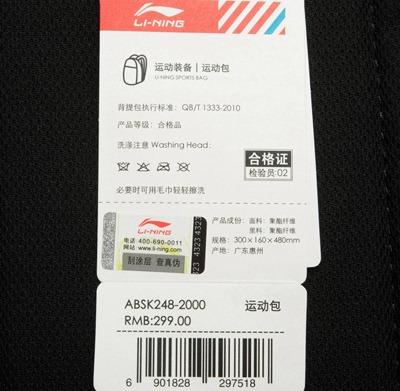 LI-NING
运动装备 | 运动包
LI-NING SPORTS BAG
背提包执行标准: QB/T 1333-2010
产品等级: 合格品
洗涤注意 Washing Head:
合格证
检验员:02
必要时可用毛巾轻轻擦洗
LI-NING
电话 400-690-0011
www.li-ning.com
刮涂层 查真伪
4323 4323 4323
产品成份: 面料: 聚酯纤维
里料: 聚酯纤维
规格: 300×160×480mm
产地: 广东惠州
ABSK248-2000 运动包
RMB:299.00
6 901828 297518